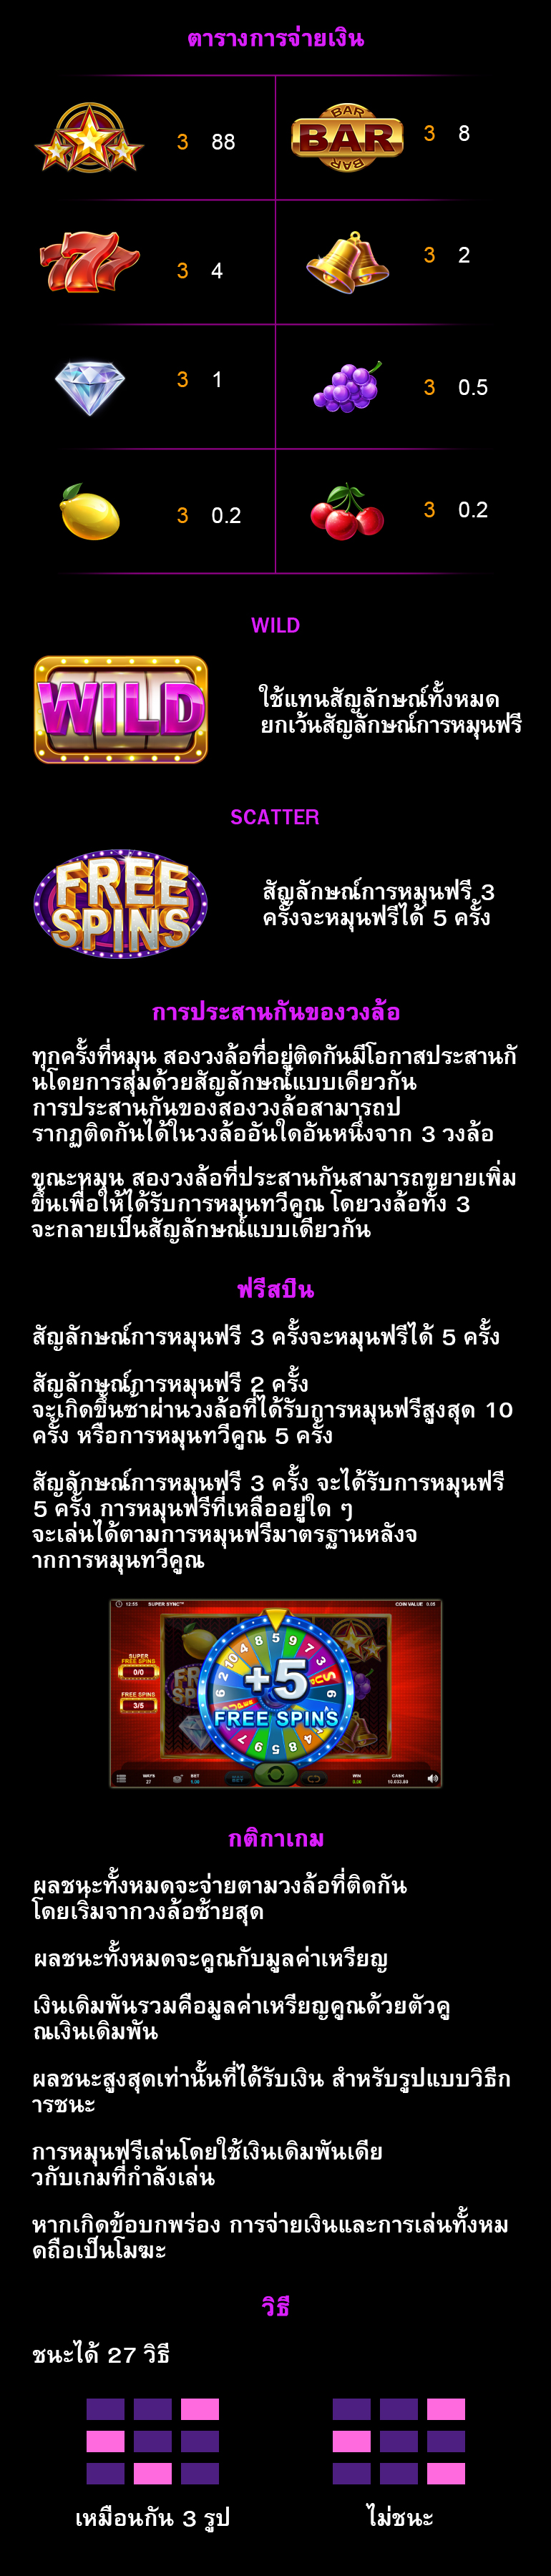 ตารางการจ่ายเงิน
3 88
BAR
BAR
BAR
3 8
777
3 4
3 2
3 1
3 0.5
3 0.2
3 0.2
WILD
WILD
ใช้แทนสัญลักษณ์ทั้งหมด
ยกเว้นสัญลักษณ์การหมุนฟรี
SCATTER
FREE
SPINS
สัญลักษณ์การหมุนฟรี 3
ครั้งจะหมุนฟรีได้ 5 ครั้ง
การประสานกันของวงล้อ
ทุกครั้งที่หมุน สองวงล้อที่อยู่ติดกันมีโอกาสประสานกั
นโดยการสุ่มด้วยสัญลักษณ์แบบเดียวกัน
การประสานกันของสองวงล้อสามารถป
รากฏติดกันได้ในวงล้ออันใดอันหนึ่งจาก 3 วงล้อ
ขณะหมุน สองวงล้อที่ประสานกันสามารถขยายเพิ่ม
ขึ้นเพื่อให้ได้รับการหมุนทวีคูณ โดยวงล้อทั้ง 3
จะกลายเป็นสัญลักษณ์แบบเดียวกัน
ฟรีสปิน
สัญลักษณ์การหมุนฟรี 3 ครั้งจะหมุนฟรีได้ 5 ครั้ง
สัญลักษณ์การหมุนฟรี 2 ครั้ง
จะเกิดขึ้นซ้ำผ่านวงล้อที่ได้รับการหมุนฟรีสูงสุด 10
ครั้ง หรือการหมุนทวีคูณ 5 ครั้ง
สัญลักษณ์การหมุนฟรี 3 ครั้ง จะได้รับการหมุนฟรี
5 ครั้ง การหมุนฟรีที่เหลืออยู่ใด ๆ
จะเล่นได้ตามการหมุนฟรีมาตรฐานหลังจ
ากการหมุนทวีคูณ
12:55 SUPER SYNC™ COIN VALUE 0.05
SUPER
FREE SPINS
0/0
FREE SPINS
3/5
+5
FREE SPINS
WAYS
27
BET
1.00
WIN
0.00
CASH
กติกาเกม
ผลชนะทั้งหมดจะจ่ายตามวงล้อที่ติดกัน
โดยเริ่มจากวงล้อซ้ายสุด
ผลชนะทั้งหมดจะคูณกับมูลค่าเหรียญ
เงินเดิมพันรวมคือมูลค่าเหรียญคูณด้วยตัวคู
ณเงินเดิมพัน
ผลชนะสูงสุดเท่านั้นที่ได้รับเงิน สำหรับรูปแบบวิธีก
ารชนะ
การหมุนฟรีเล่นโดยใช้เงินเดิมพันเดีย
วกับเกมที่กำลังเล่น
หากเกิดข้อบกพร่อง การจ่ายเงินและการเล่นทั้งหม
ดถือเป็นโมฆะ
วิธี
ชนะได้ 27 วิธี
เหมือนกัน 3 รูป
ไม่ชนะ